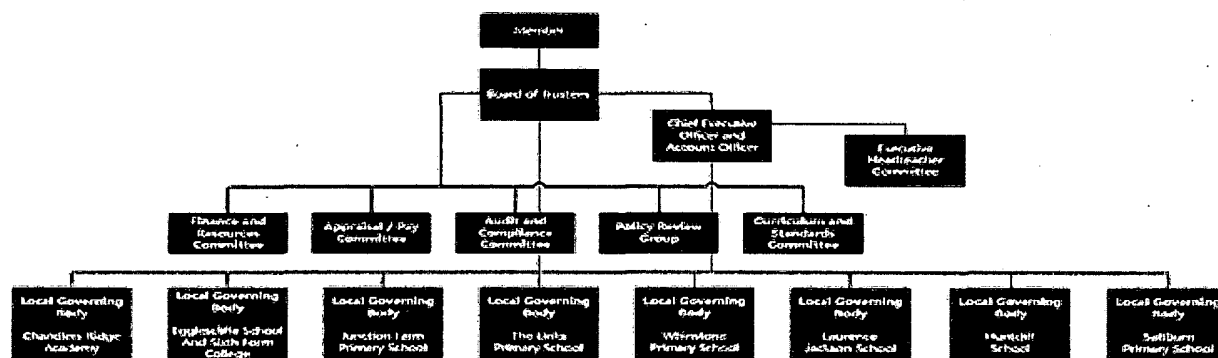 Member
Board of Trustees
Chief Executive
Officer and
Account Officer
Executive
Headteacher
Committee
Finance and
Resources
Committee
Appraisal / Pay
Committee
Audit and
Compliance
Committee
Policy Review
Group
Curriculum and
Standards
Committee
Local Governing
Body
Chandlers Ridge
Academy
Local Governing
Body
Egglescliffe School
And Sixth Form
College
Local Governing
Body
Junction Farm
Primary School
Local Governing
Body
The Links
Primary School
Local Governing
Body
Whinstone
Primary School
Local Governing
Body
Laurence
Jackson School
Local Governing
Body
Huntcliff
School
Local Governing
Body
Saltburn
Primary School